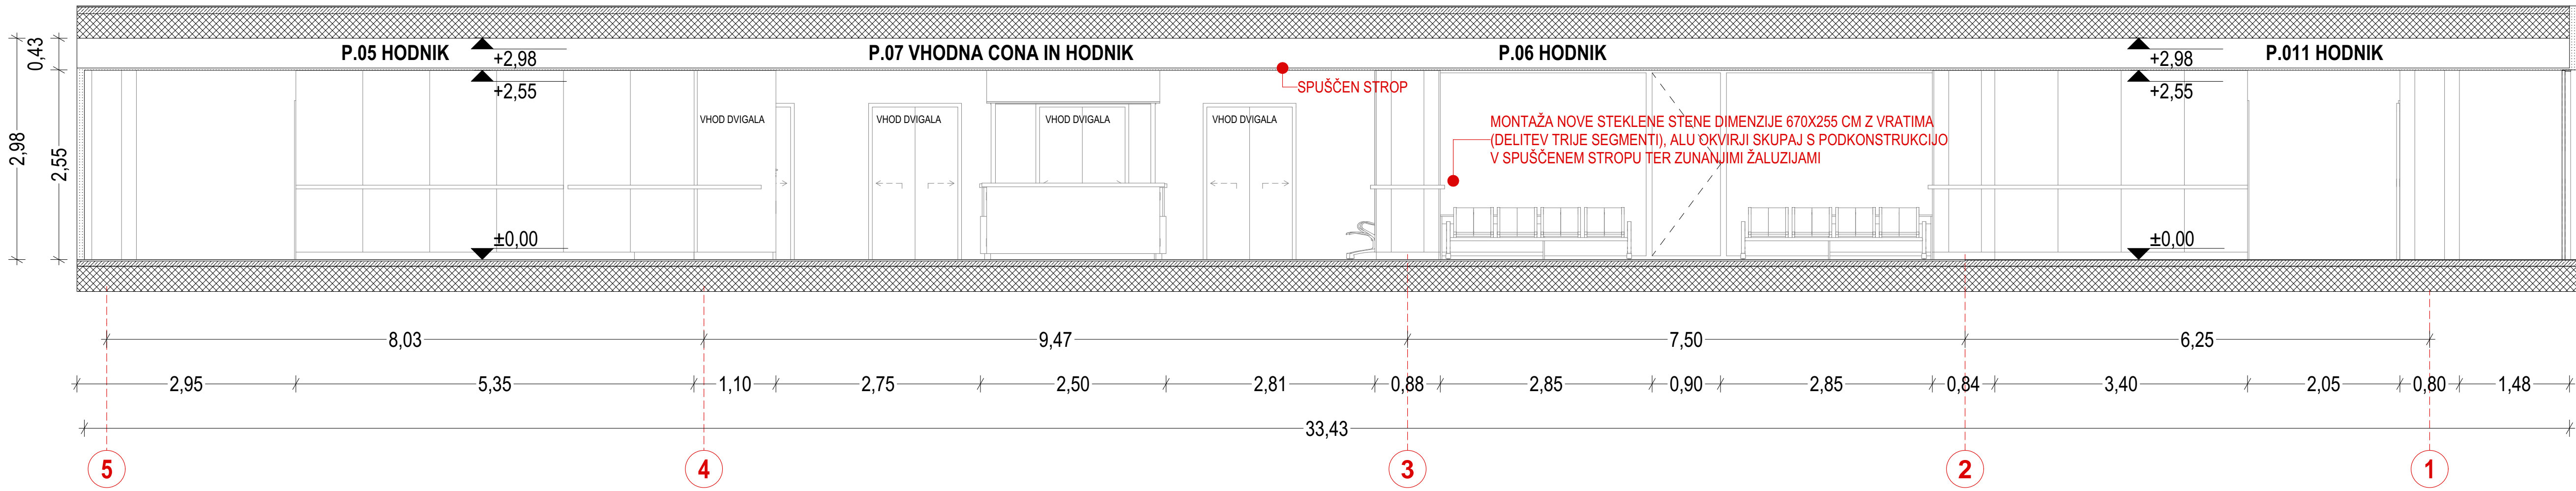 P.05 HODNIK
P.07 VHODNA CONA IN HODNIK
P.06 HODNIK
P.011 HODNIK
0,43
2,98
2,55
+2,98
+2,55
±0,00
+2,98
+2,55
±0,00
SPUŠČEN STROP
VHOD DVIGALA
VHOD DVIGALA
VHOD DVIGALA
VHOD DVIGALA
MONTAŽA NOVE STEKLENE STENE DIMENZIJE 670X255 CM Z VRATIMA
(DELITEV TRIJE SEGMENTI), ALU OKVIRJI SKUPAJ S PODKONSTRUKCIJO
V SPUŠČENEM STROPU TER ZUNANJIMI ŽALUZIJAMI
8,03 9,47 7,50 6,25
2,95 5,35 1,10 2,75 2,50 2,81 0,88 2,85 0,90 2,85 0,84 3,40 2,05 0,80 1,48
33,43
5 4 3 2 1